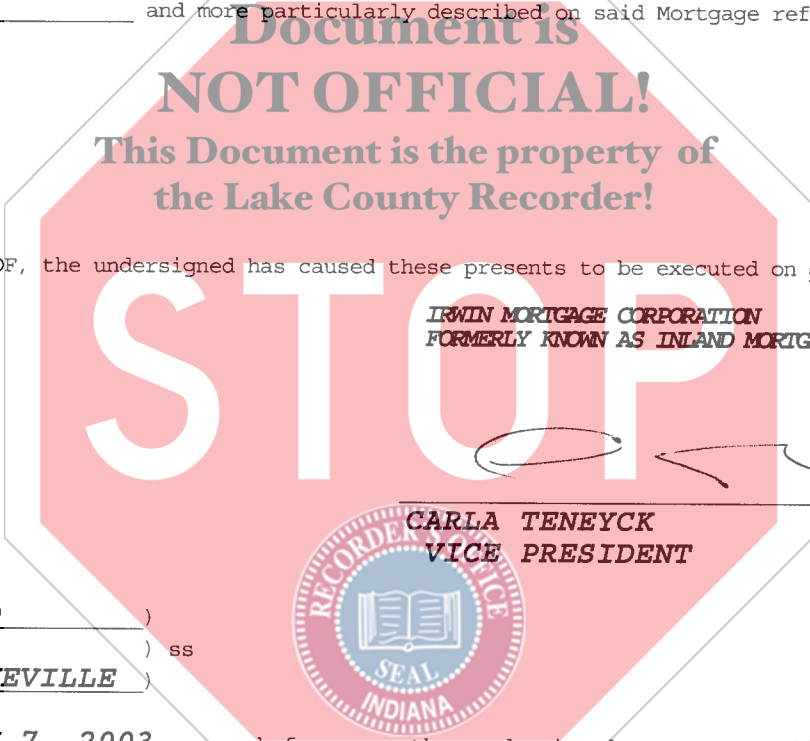 and more particularly described on said Mortgage
Document is
NOT OFFICIAL!
This Document is the property of
the Lake County Recorder!
the undersigned has caused these presents to be executed on
STOP
IRWIN MORTGAGE CORPORATION
FORMERLY KNOWN AS INLAND
CARLA TENEYCK
VICE PRESIDENT
RECORDER'S OFFICE
SEAL
INDIANA
)
) ss
EVILLE )
7, 2003